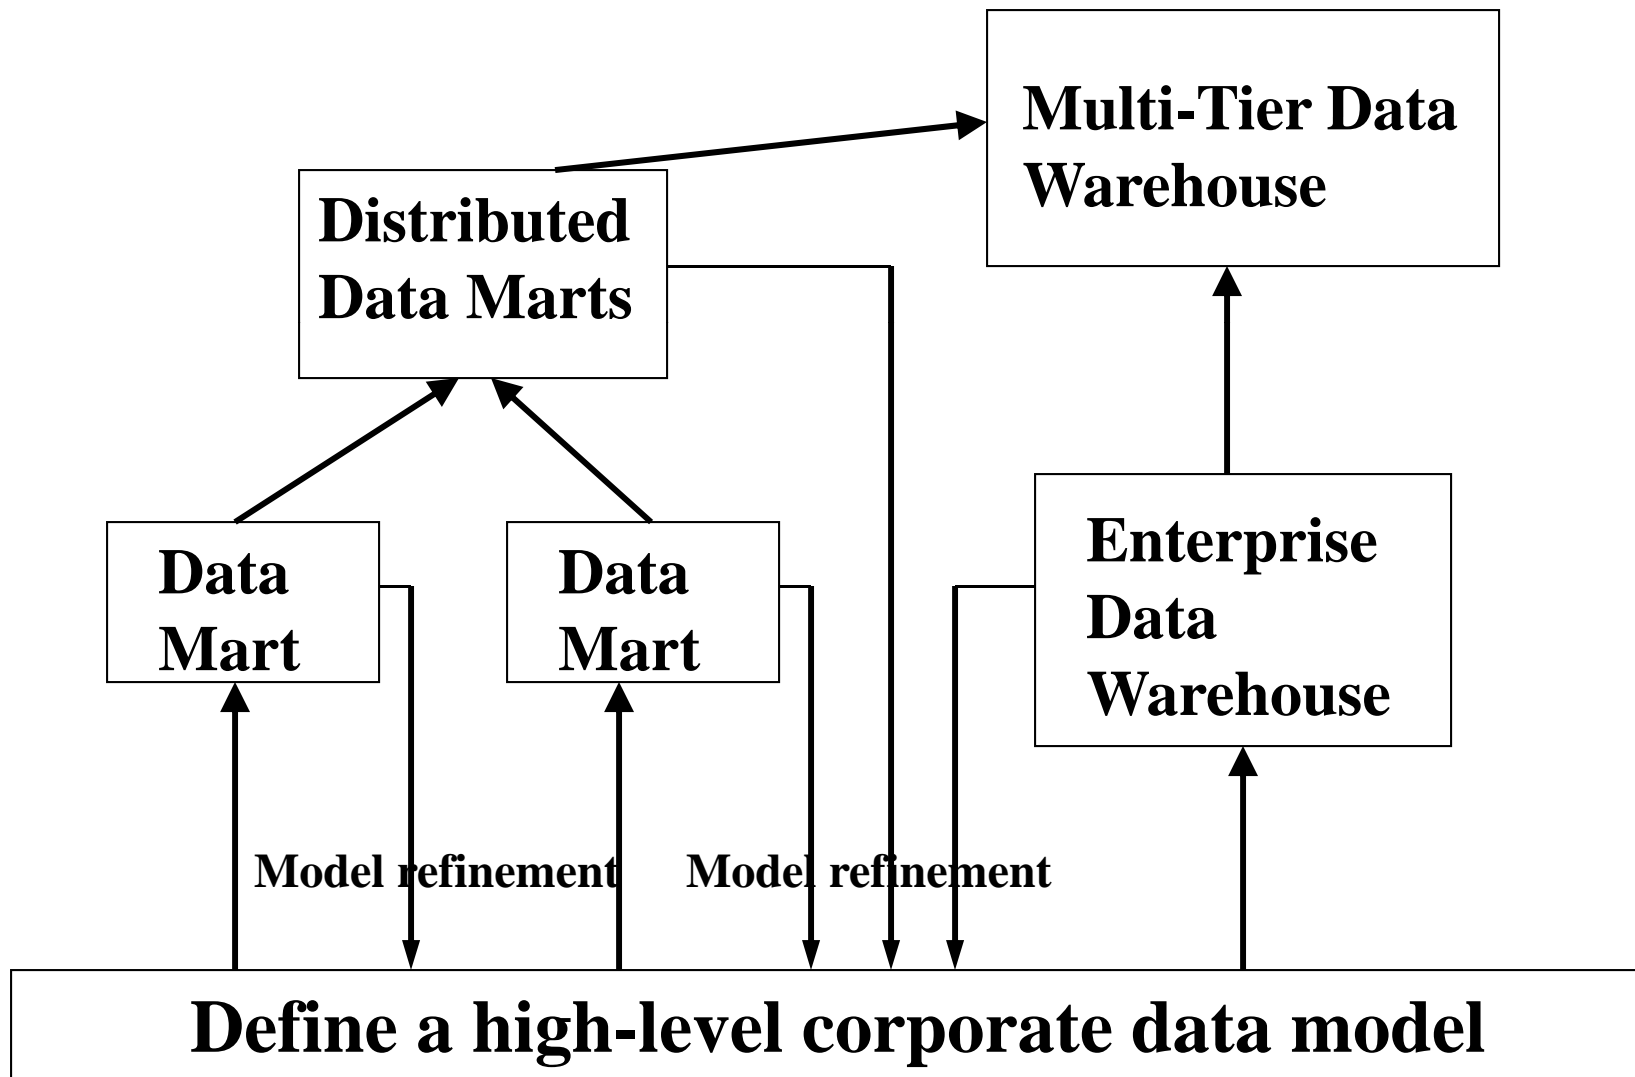 Multi-Tier Data
Warehouse
Distributed
Data Marts
Data
Mart
Data
Mart
Enterprise
Data
Warehouse
Model refinement
Model refinement
Define a high-level corporate data model